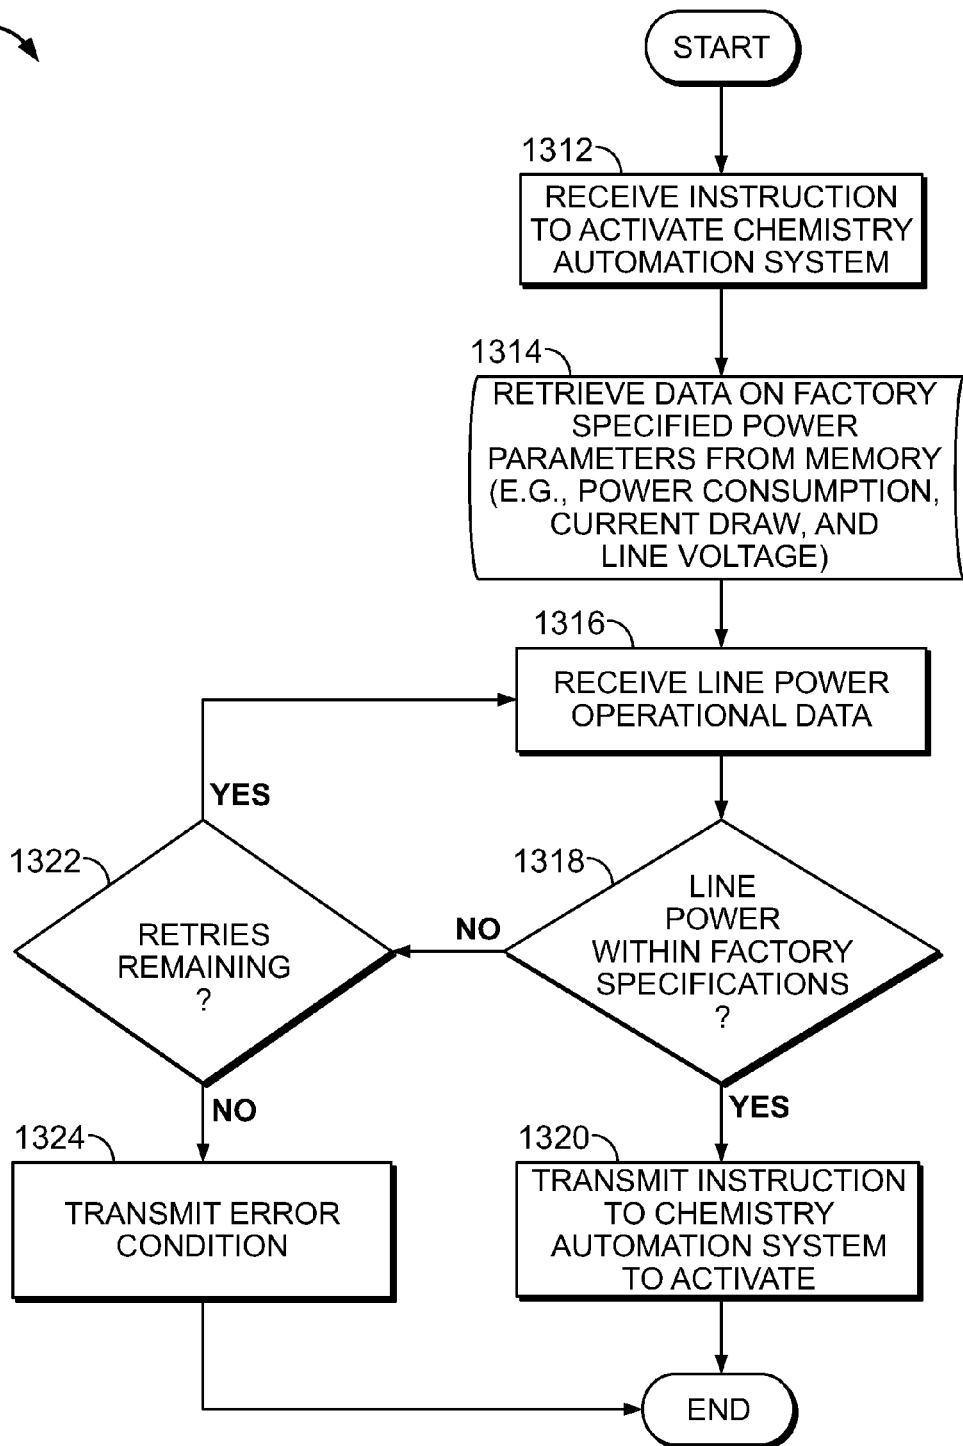 START
1312
RECEIVE INSTRUCTION
TO ACTIVATE CHEMISTRY
AUTOMATION SYSTEM
1314
RETRIEVE DATA ON FACTORY
SPECIFIED POWER
PARAMETERS FROM MEMORY
(E.G., POWER CONSUMPTION,
CURRENT DRAW, AND
LINE VOLTAGE)
1316
RECEIVE LINE POWER
OPERATIONAL DATA
YES
1322
RETRIES
REMAINING
?
NO
1318
LINE
POWER
WITHIN FACTORY
SPECIFICATIONS
?
NO
YES
1324
TRANSMIT ERROR
CONDITION
1320
TRANSMIT INSTRUCTION
TO CHEMISTRY
AUTOMATION SYSTEM
TO ACTIVATE
END